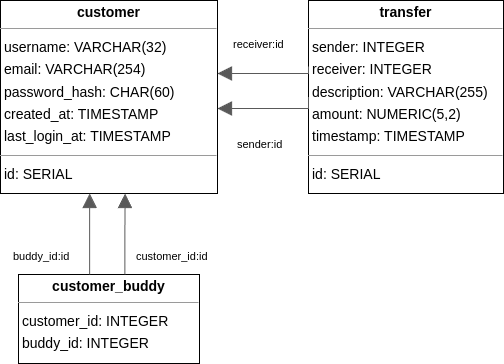 customer
username: VARCHAR(32)
email: VARCHAR(254)
password_hash: CHAR(60)
created_at: TIMESTAMP
last_login_at: TIMESTAMP
id: SERIAL
receiver:id
sender:id
transfer
sender: INTEGER
receiver: INTEGER
description: VARCHAR(255)
amount: NUMERIC(5,2)
timestamp: TIMESTAMP
id: SERIAL
buddy_id:id
customer_id:id
customer_buddy
customer_id: INTEGER
buddy_id: INTEGER